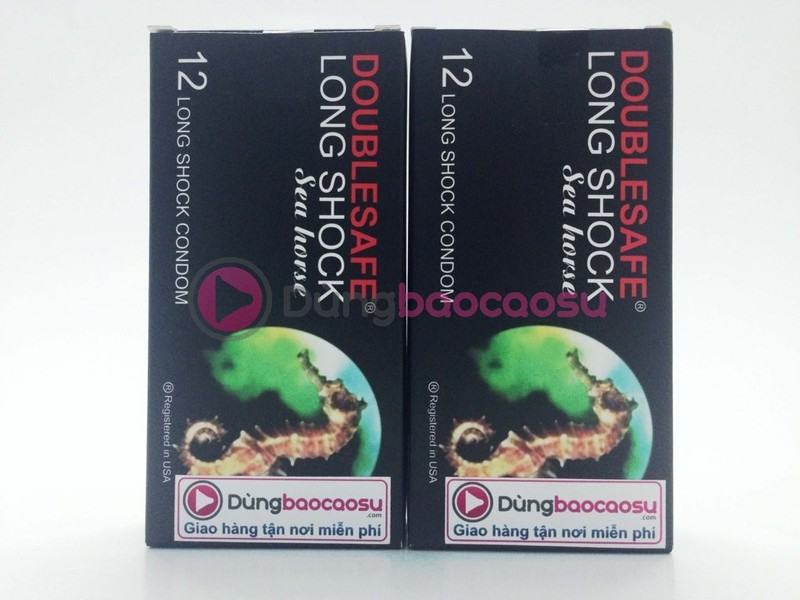 DOUBLESAFE®
LONG SHOCK
Sea horse
12 LONG SHOCK CONDOM
® Registered in USA
Dùngbaocaosu
.com
Giao hàng tận nơi miễn phí
DOUBLESAFE®
LONG SHOCK
Sea horse
12 LONG SHOCK CONDOM
® Registered in USA
Dùngbaocaosu
.com
Giao hàng tận nơi miễn phí
Dùngbaocaosu